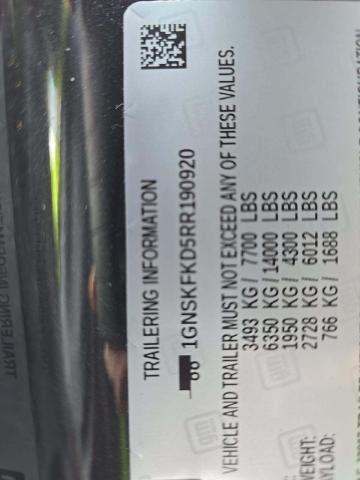 TRAILERING INFORMATION
1GNSKFKD5RR190920
VEHICLE AND TRAILER MUST NOT EXCEED ANY OF THESE VALUES.
3493 KG/ 7700 LBS
6350 KG/14000 LBS
1950 KG/ 4300 LBS
2728 KG/ 6012 LBS
EIGHT: 766 KG/ 1688 LBS
AYLOAD: